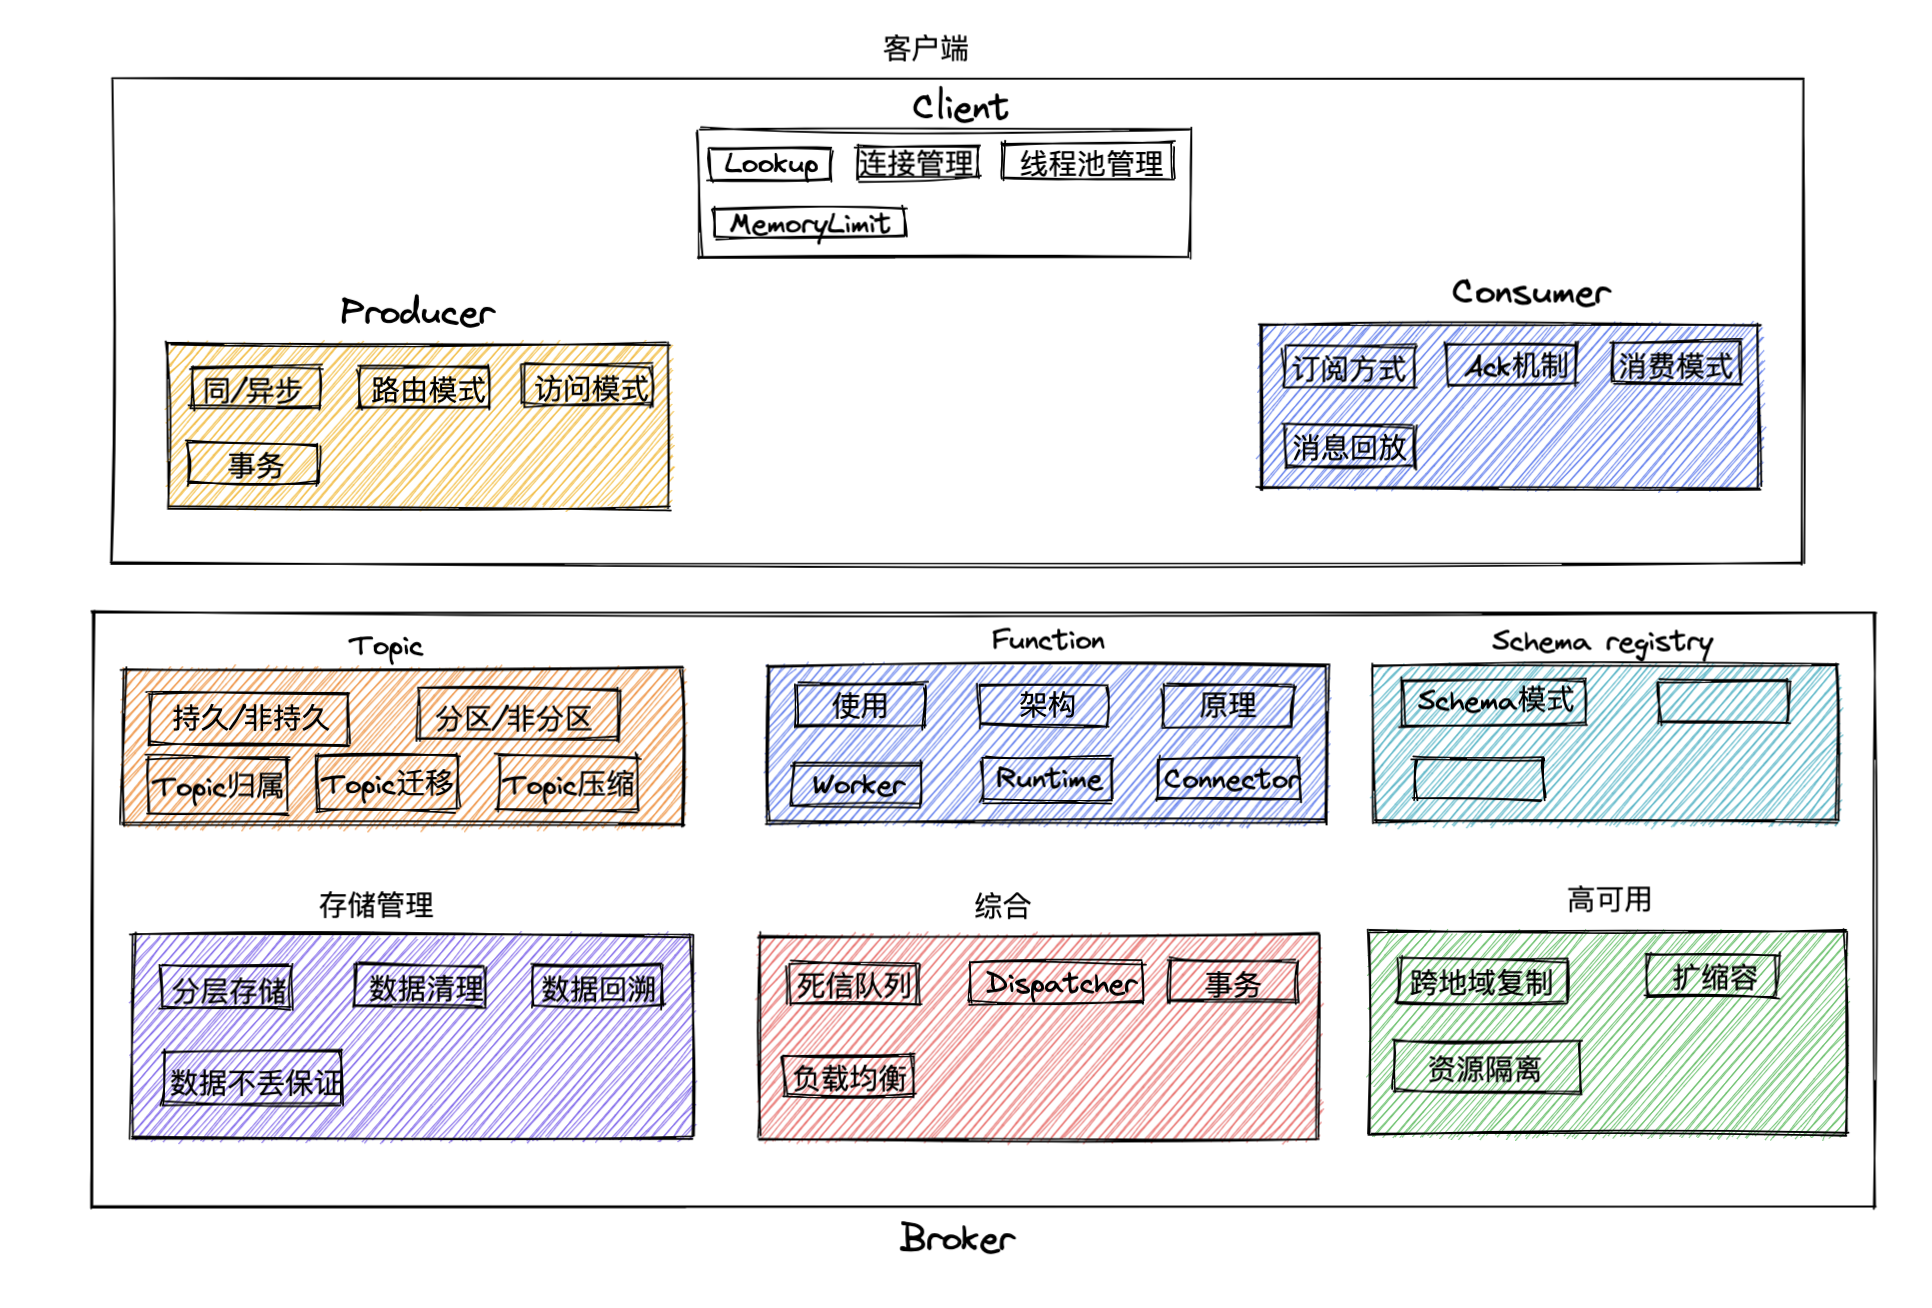 客户端
Client
Lookup
连接管理
线程池管理
MemoryLimit
Producer
同/异步
路由模式
访问模式
事务
Consumer
订阅方式
Ack机制
消费模式
消息回放
Topic
持久/非持久
分区/非分区
Topic归属
Topic迁移
Topic压缩
Function
使用
架构
原理
Worker
Runtime
Connector
Schema registry
Schema模式
存储管理
分层存储
数据清理
数据回溯
数据不丢保证
综合
死信队列
Dispatcher
事务
负载均衡
高可用
跨地域复制
扩缩容
资源隔离
Broker